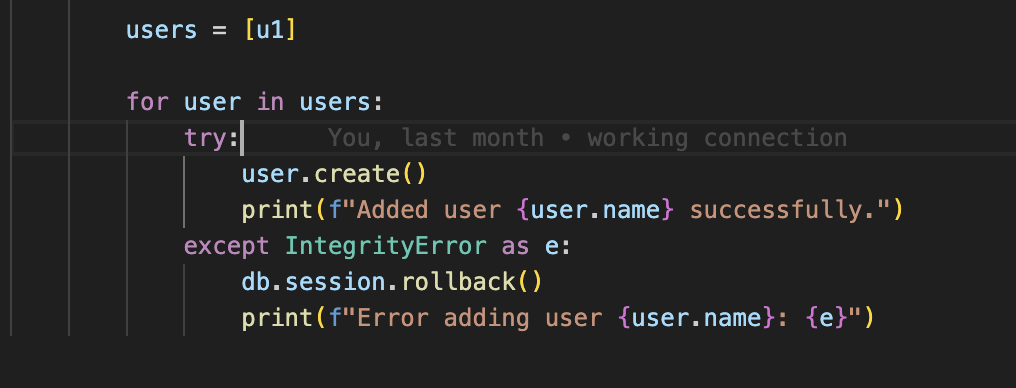 users = [u1]
for user in users:
try: You, last month • working connection
user.create()
print(f"Added user {user.name} successfully.")
except IntegrityError as e:
db.session.rollback()
print(f"Error adding user {user.name}: {e}")